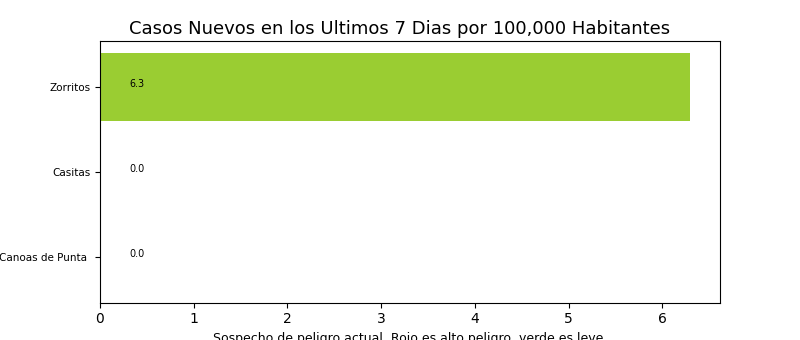 Casos Nuevos en los Ultimos 7 Dias por 100,000 Habitantes
Zorritos
6.3
Casitas
0.0
Canoas de Punta
0.0
0 1 2 3 4 5 6
Sospecho de peligro actual. Rojo es alto peligro, verde es leve